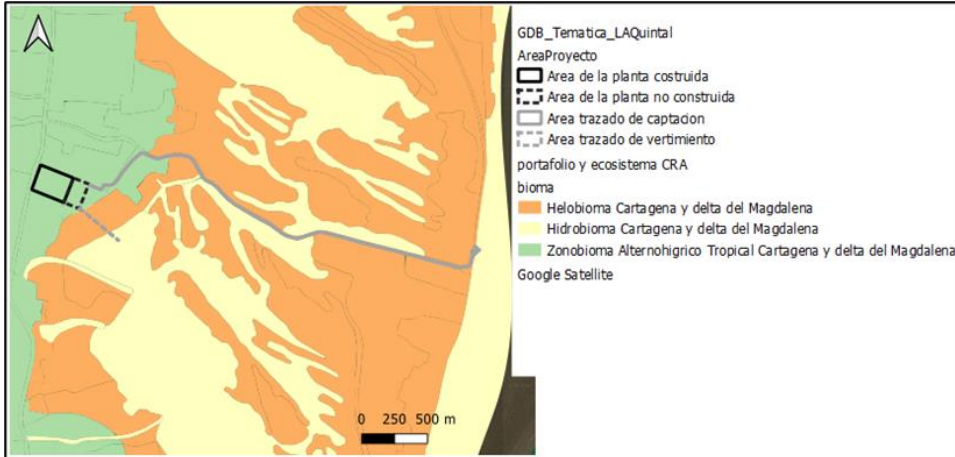 GDB_Tematica_LAQuintal
AreaProyecto
Area de la planta costruida
Area de la planta no construida
Area trazado de captacion
Area trazado de vertimiento
portafolio y ecosistema CRA
bioma
Helobioma Cartagena y delta del Magdalena
Hidrobioma Cartagena y delta del Magdalena
Zonobioma Alternohigrico Tropical Cartagena y delta del Magdalena
Google Satellite
0 250 500 m